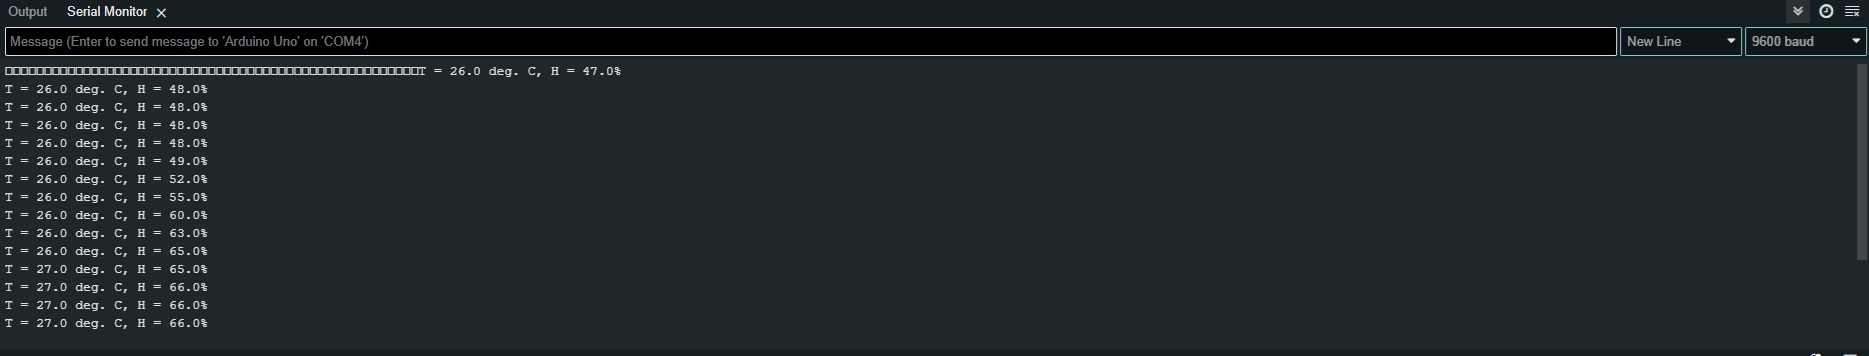 Output Serial Monitor
Message (Enter to send message to 'Arduino Uno' on 'COM4') New Line 9600 baud
T = 26.0 deg. C, H = 47.0%
T = 26.0 deg. C, H = 48.0%
T = 26.0 deg. C, H = 48.0%
T = 26.0 deg. C, H = 48.0%
T = 26.0 deg. C, H = 48.0%
T = 26.0 deg. C, H = 49.0%
T = 26.0 deg. C, H = 52.0%
T = 26.0 deg. C, H = 55.0%
T = 26.0 deg. C, H = 60.0%
T = 26.0 deg. C, H = 63.0%
T = 26.0 deg. C, H = 65.0%
T = 27.0 deg. C, H = 65.0%
T = 27.0 deg. C, H = 66.0%
T = 27.0 deg. C, H = 66.0%
T = 27.0 deg. C, H = 66.0%